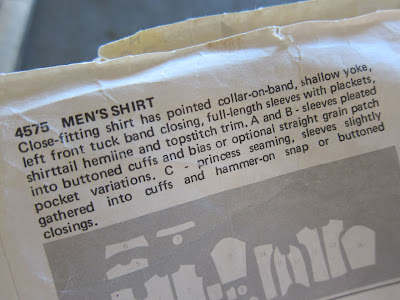 4575 MEN'S SHIRT
Close-fitting shirt has pointed collar-on-band, shallow yoke,
left front tuck band closing, full-length sleeves with plackets,
shirttail hemline and topstitch trim. A and B - sleeves pleated
into buttoned cuffs and bias or optional straight grain patch
pocket variations. C - princess seaming, sleeves slightly
gathered into cuffs and hammer-on snap or buttoned
closings.